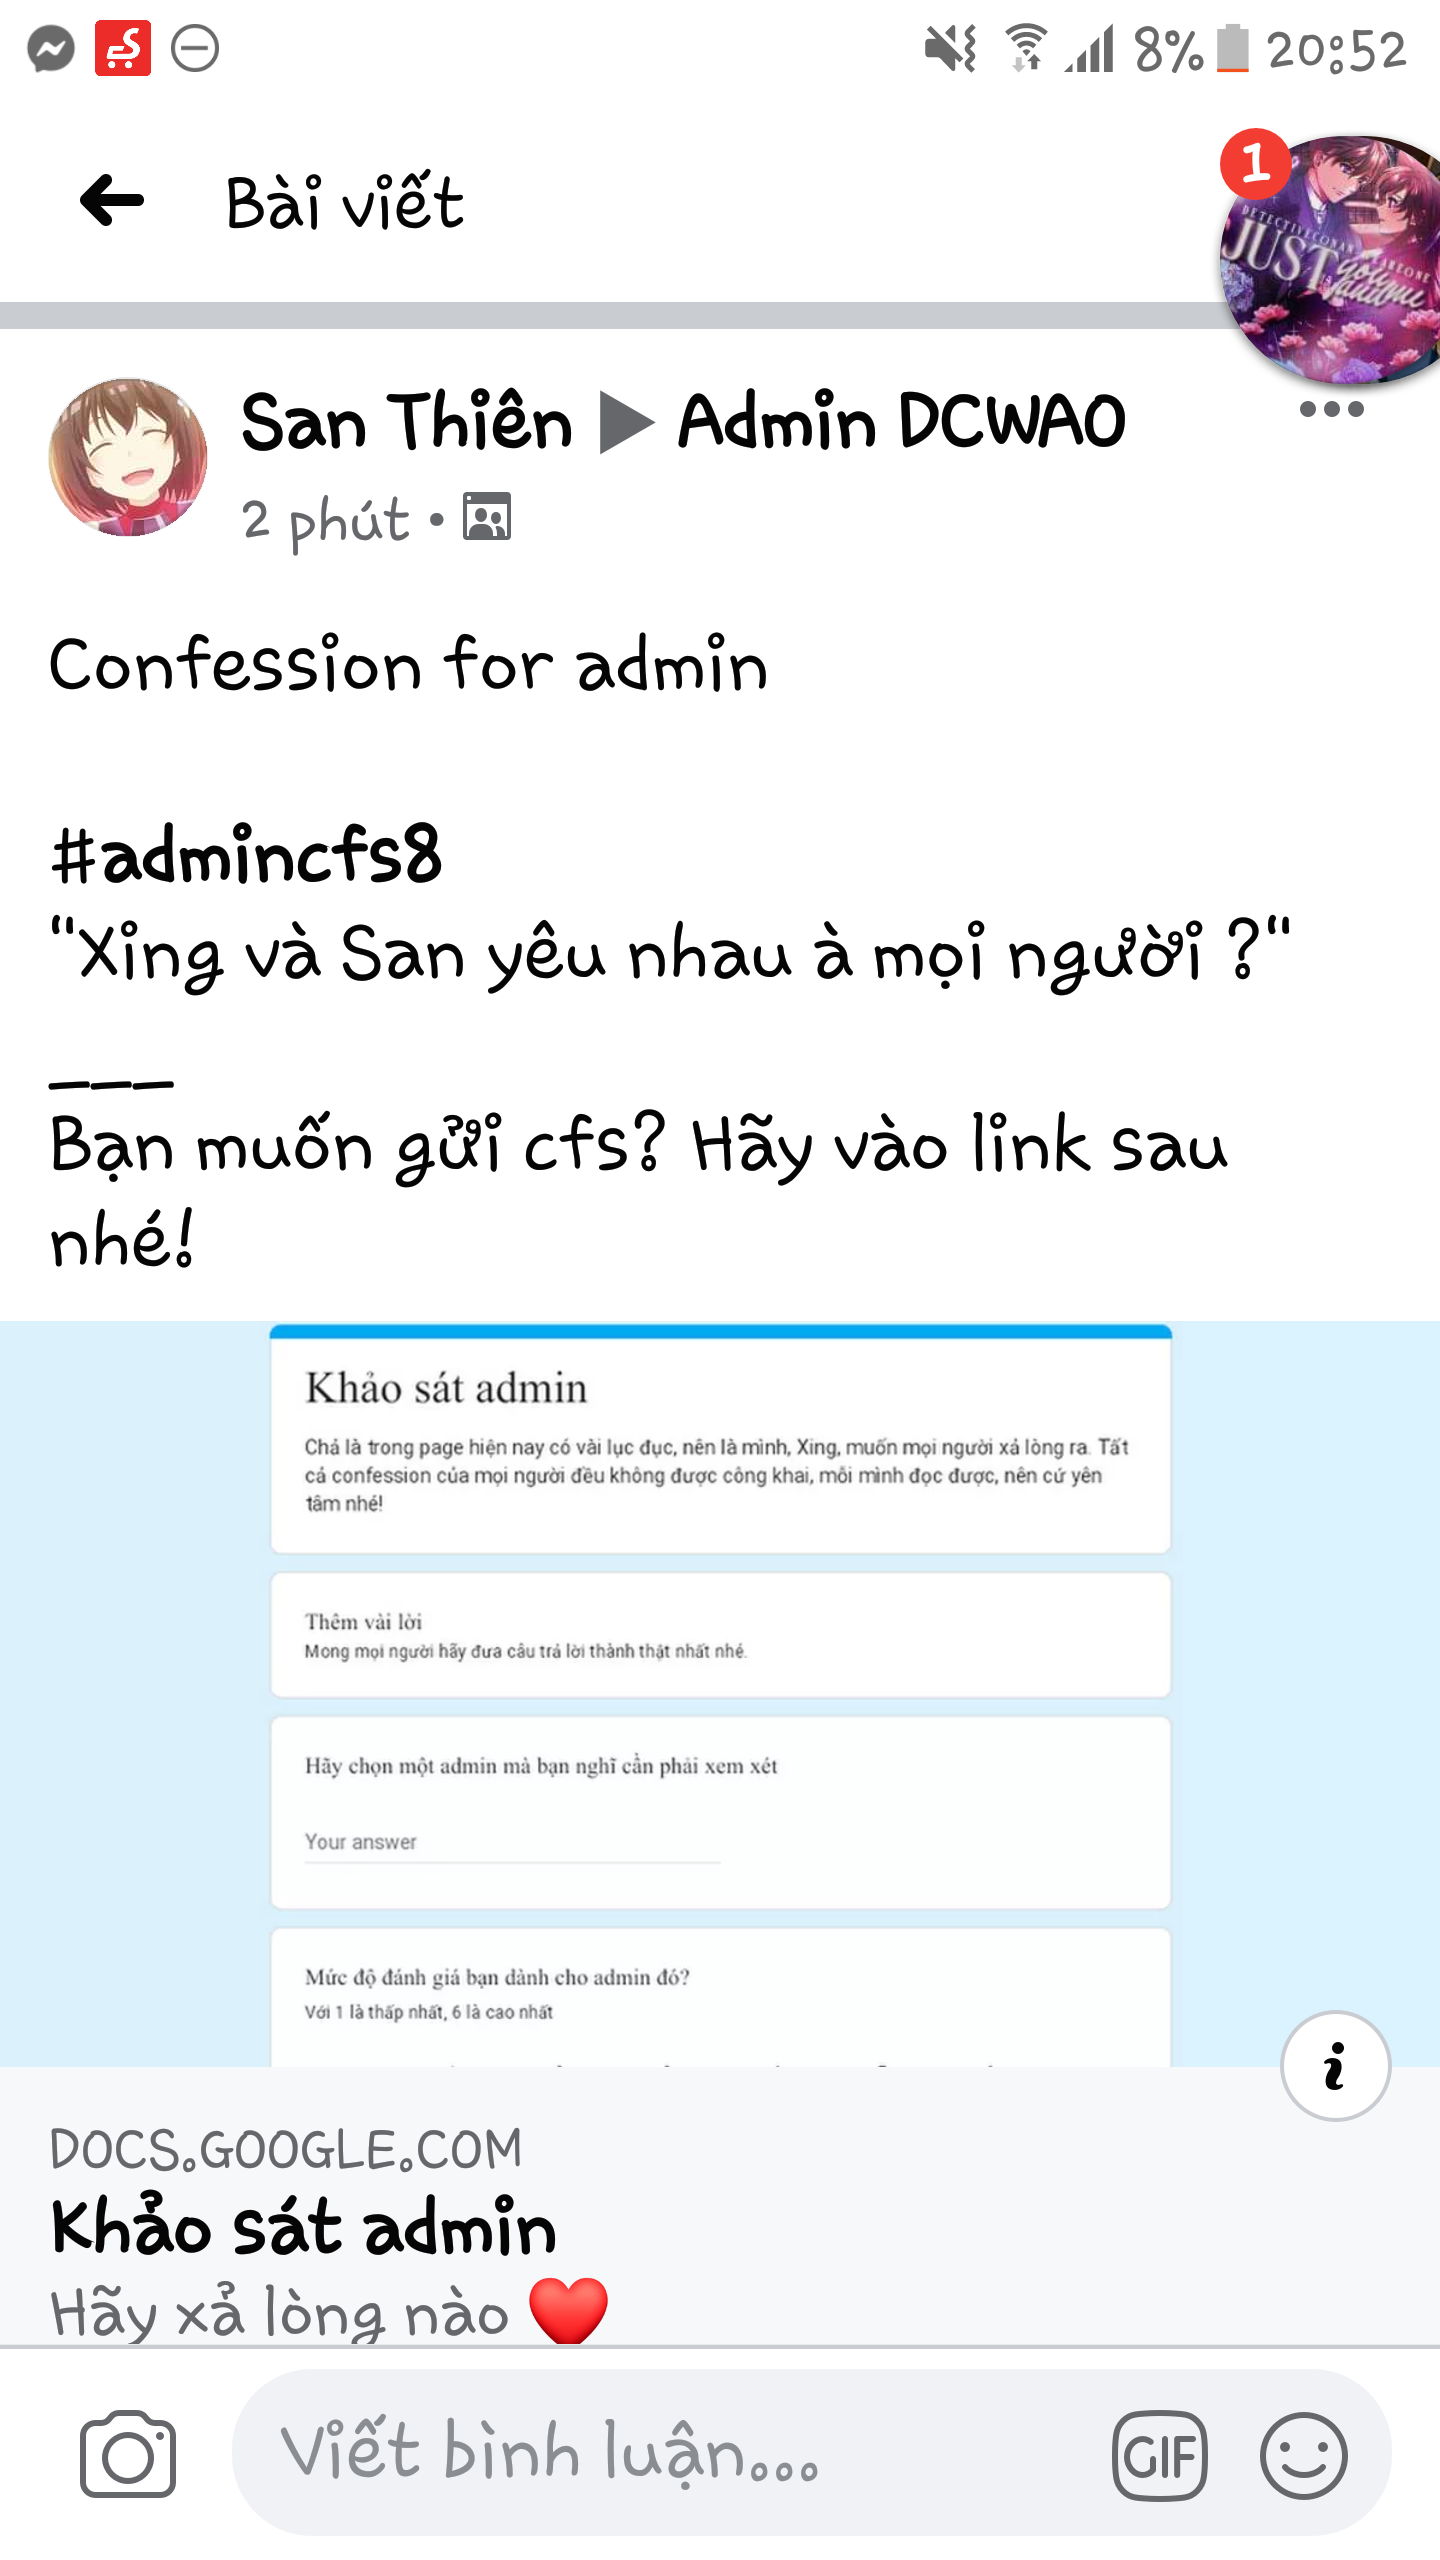 8% 20:52
Bài viết
1
DETECTIVE CONAN
JUST you and me
San Thiên ▶ Admin DCWAO
2 phút •
Confession for admin
#admincfs8
"Xing và San yêu nhau à mọi người ?"
___
Bạn muốn gửi cfs? Hãy vào link sau
nhé!
Khảo sát admin
Chả là trong page hiện nay có vài lục đục, nên là mình, Xing, muốn mọi người xả lòng ra. Tất
cả confession của mọi người đều không được công khai, mỗi mình đọc được, nên cứ yên
tâm nhé!
Thêm vài lời
Mong mọi người hãy đưa câu trả lời thành thật nhất nhé.
Hãy chọn một admin mà bạn nghĩ cần phải xem xét
Your answer
Mức độ đánh giá bạn dành cho admin đó?
Với 1 là thấp nhất, 6 là cao nhất
i
DOCS.GOOGLE.COM
Khảo sát admin
Hãy xả lòng nào ❤️
Viết bình luận...
GIF